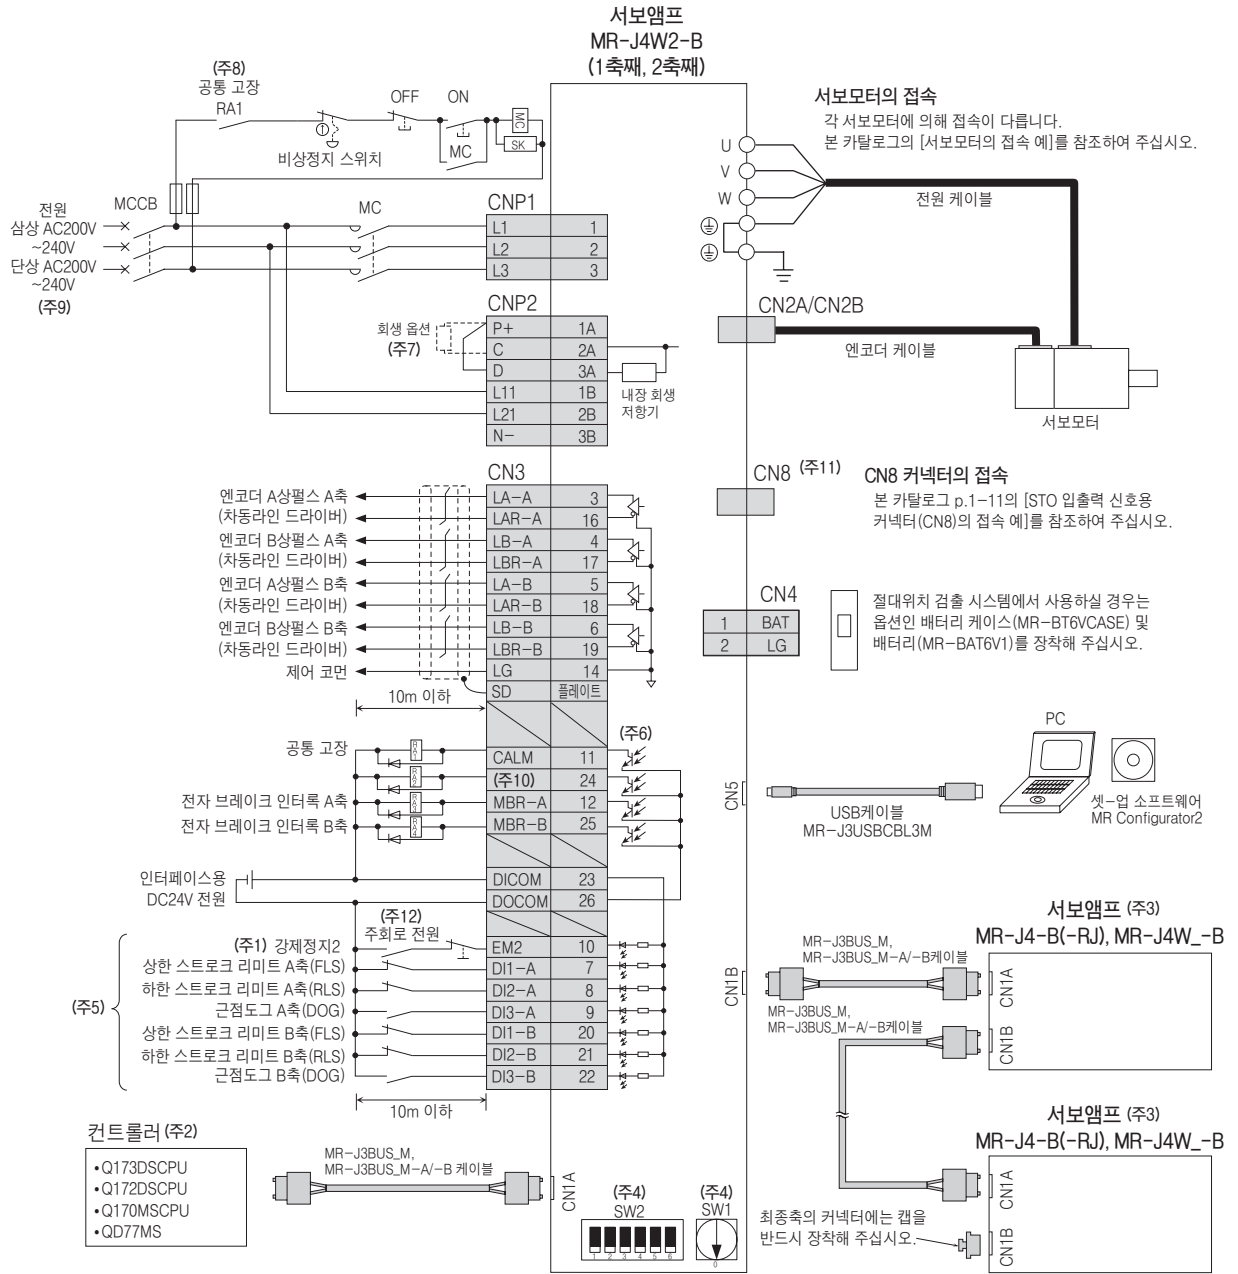 서보앰프
MR-J4W2-B
(1축째, 2축째)
(주8)
공통 고장
RA1
OFF
ON
MC
SK
MC
비상정지 스위치
전원
삼상 AC200V
~240V
단상 AC200V
~240V
(주9)
MCCB
MC
CNP1
L1 1
L2 2
L3 3
CNP2
회생 옵션
(주7)
P+ 1A
C 2A
D 3A
L11 1B
L21 2B
N- 3B
내장 회생
저항기
U
V
W
서보모터의 접속
각 서보모터에 의해 접속이 다릅니다.
본 카탈로그의 [서보모터의 접속 예]를 참조하여 주십시오.
전원 케이블
CN2A/CN2B
엔코더 케이블
서보모터
CN3
엔코더 A상펄스 A축 LA-A 3
(차동라인 드라이버) LAR-A 16
엔코더 B상펄스 A축 LB-A 4
(차동라인 드라이버) LBR-A 17
엔코더 A상펄스 B축 LA-B 5
(차동라인 드라이버) LAR-B 18
엔코더 B상펄스 B축 LB-B 6
(차동라인 드라이버) LBR-B 19
제어 코먼 LG 14
SD 플레이트
10m 이하
CN8 (주11)
CN8 커넥터의 접속
본 카탈로그 p.1-11의 [STO 입출력 신호용
커넥터(CN8)의 접속 예]를 참조하여 주십시오.
CN4
1 BAT
2 LG
절대위치 검출 시스템에서 사용하실 경우는
옵션인 배터리 케이스(MR-BT6VCASE) 및
배터리(MR-BAT6V1)를 장착해 주십시오.
(주6)
공통 고장 RA1 CALM 11
RA2 (주10) 24
전자 브레이크 인터록 A축 RA3 MBR-A 12
전자 브레이크 인터록 B축 RA4 MBR-B 25
인터페이스용
DC24V 전원
DICOM 23
DOCOM 26
(주12)
주회로 전원
(주5)
(주1) 강제정지2 EM2 10
상한 스트로크 리미트 A축(FLS) DI1-A 7
하한 스트로크 리미트 A축(RLS) DI2-A 8
근점도그 A축(DOG) DI3-A 9
상한 스트로크 리미트 B축(FLS) DI1-B 20
하한 스트로크 리미트 B축(RLS) DI2-B 21
근점도그 B축(DOG) DI3-B 22
10m 이하
CN5
USB케이블
MR-J3USBCBL3M
PC
셋-업 소프트웨어
MR Configurator2
서보앰프 (주3)
MR-J4-B(-RJ), MR-J4W_-B
MR-J3BUS_M,
MR-J3BUS_M-A/-B케이블
CN1B
CN1A
MR-J3BUS_M,
MR-J3BUS_M-A/-B케이블
CN1B
서보앰프 (주3)
MR-J4-B(-RJ), MR-J4W_-B
CN1A
최종축의 커넥터에는 캡을
반드시 장착해 주십시오.
CN1B
컨트롤러 (주2)
•Q173DSCPU
•Q172DSCPU
•Q170MSCPU
•QD77MS
MR-J3BUS_M,
MR-J3BUS_M-A/-B 케이블
CN1A
(주4)
SW2
1 2 3 4 5 6
(주4)
SW1
0